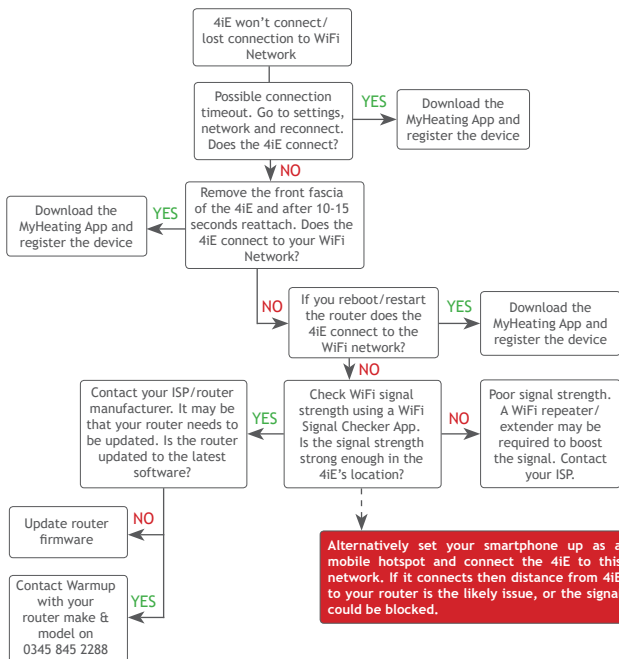 4iE won't connect/
lost connection to WiFi
Network
Possible connection
timeout. Go to settings,
network and reconnect.
Does the 4iE connect?
YES
Download the
MyHeating App and
register the device
NO
Remove the front fascia
of the 4iE and after 10-15
seconds reattach. Does the
4iE connect to your WiFi
Network?
YES
Download the
MyHeating App and
register the device
NO
If you reboot/restart
the router does the
4iE connect to the
WiFi network?
YES
Download the
MyHeating App and
register the device
NO
Check WiFi signal
strength using a WiFi
Signal Checker App.
Is the signal strength
strong enough in the
4iE's location?
YES
Contact your ISP/router
manufacturer. It may be
that your router needs to
be updated. Is the router
updated to the latest
software?
NO
Poor signal strength.
A WiFi repeater/
extender may be
required to boost
the signal. Contact
your ISP.
NO
Update router
firmware
YES
Contact Warmup
with your
router make &
model on
0345 845 2288
Alternatively set your smartphone up as a
mobile hotspot and connect the 4iE to this
network. If it connects then distance from 4iE
to your router is the likely issue, or the signal
could be blocked.